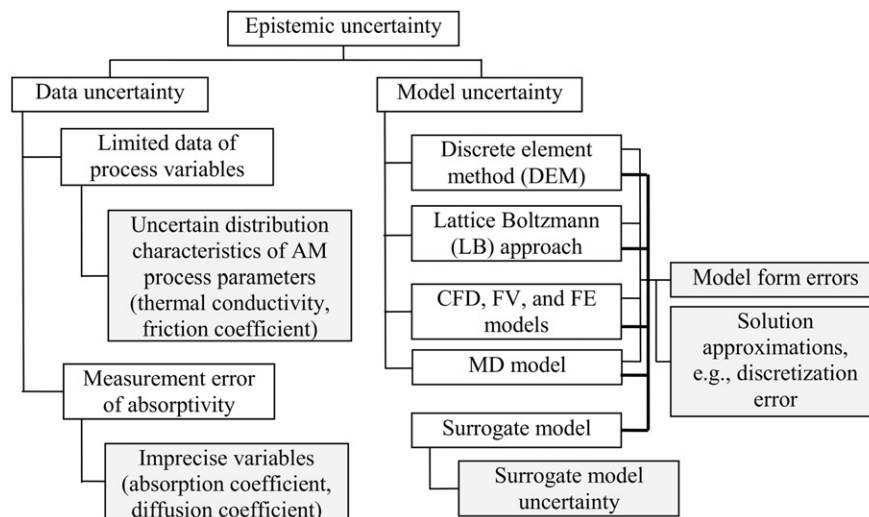 Epistemic uncertainty
Data uncertainty
Limited data of
process variables
Uncertain distribution
characteristics of AM
process parameters
(thermal conductivity,
friction coefficient)
Measurement error
of absorptivity
Imprecise variables
(absorption coefficient,
diffusion coefficient)
Model uncertainty
Discrete element
method (DEM)
Lattice Boltzmann
(LB) approach
CFD, FV, and FE
models
MD model
Surrogate model
Surrogate model
uncertainty
Model form errors
Solution
approximations,
e.g., discretization
error